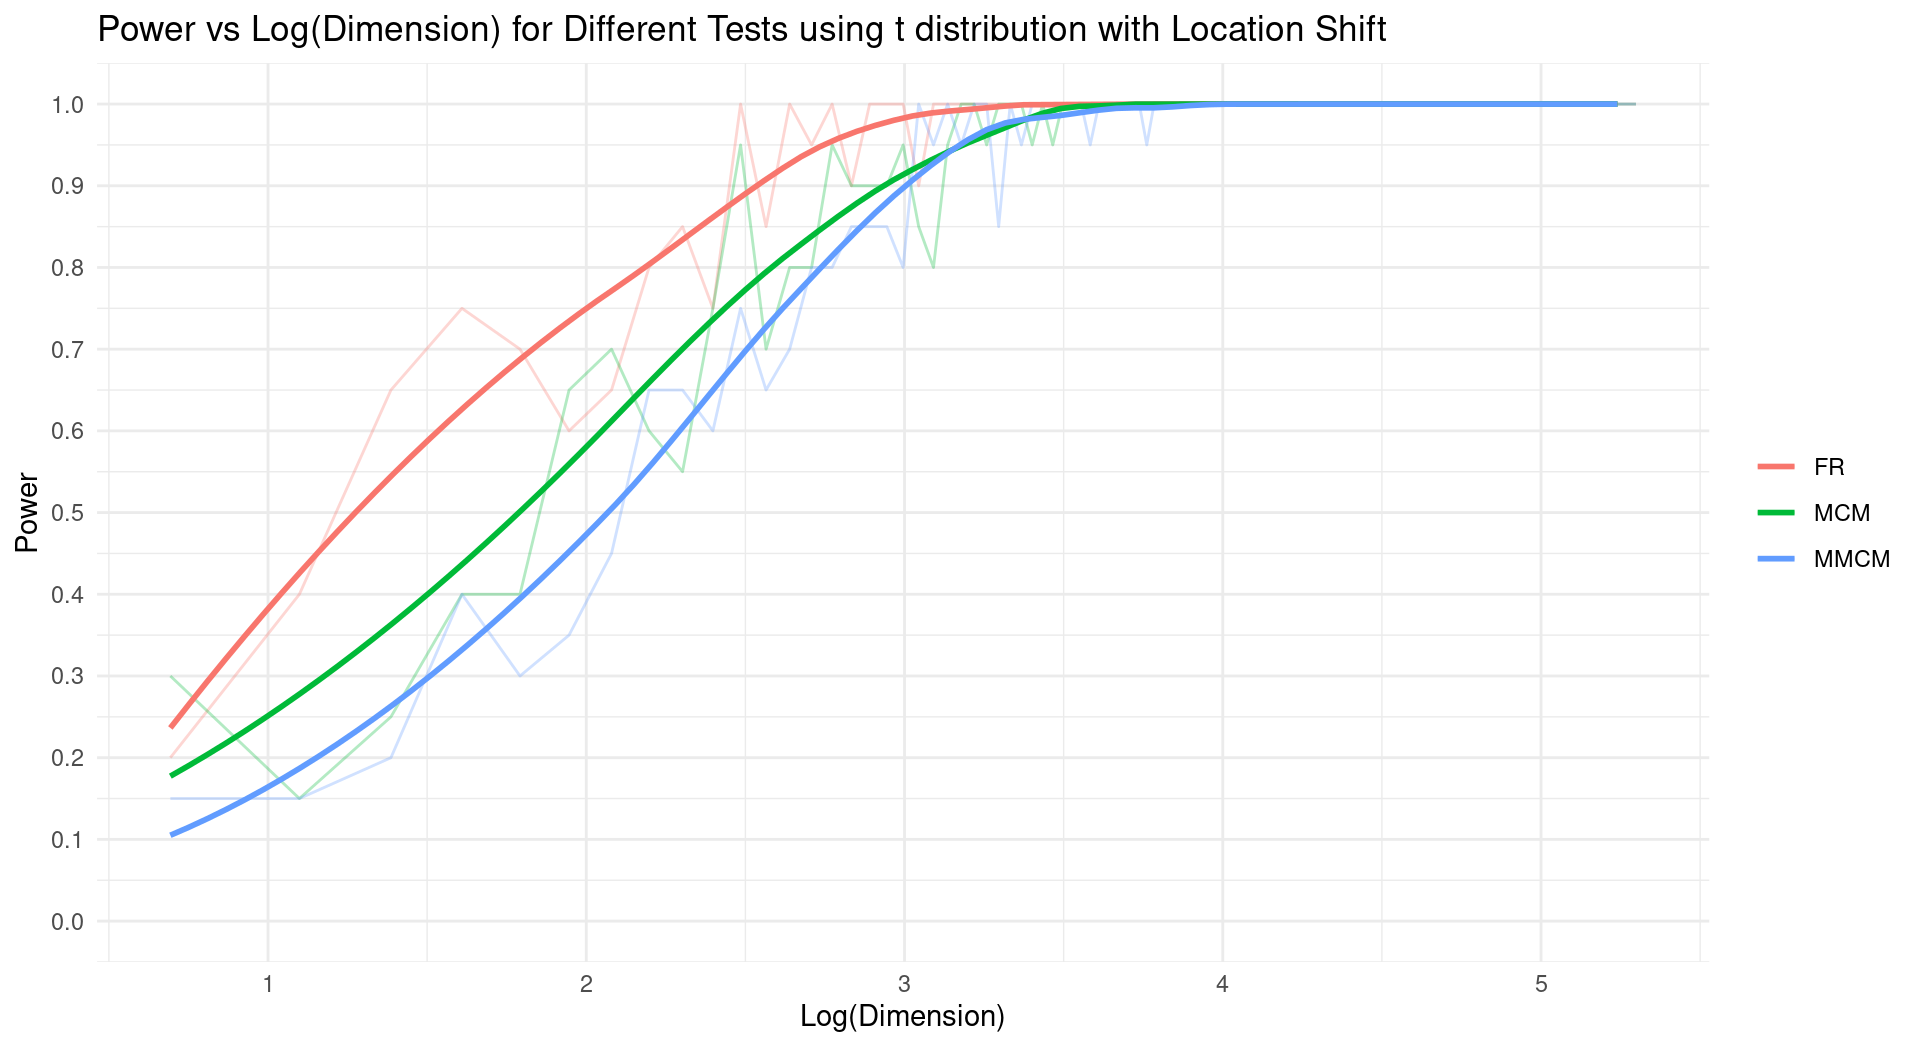 Power vs Log(Dimension) for Different Tests using t distribution with Location Shift
1.0
0.9
0.8
0.7
0.6
0.5
0.4
0.3
0.2
0.1
0.0
Power
1 2 3 4 5
Log(Dimension)
FR
MCM
MMCM